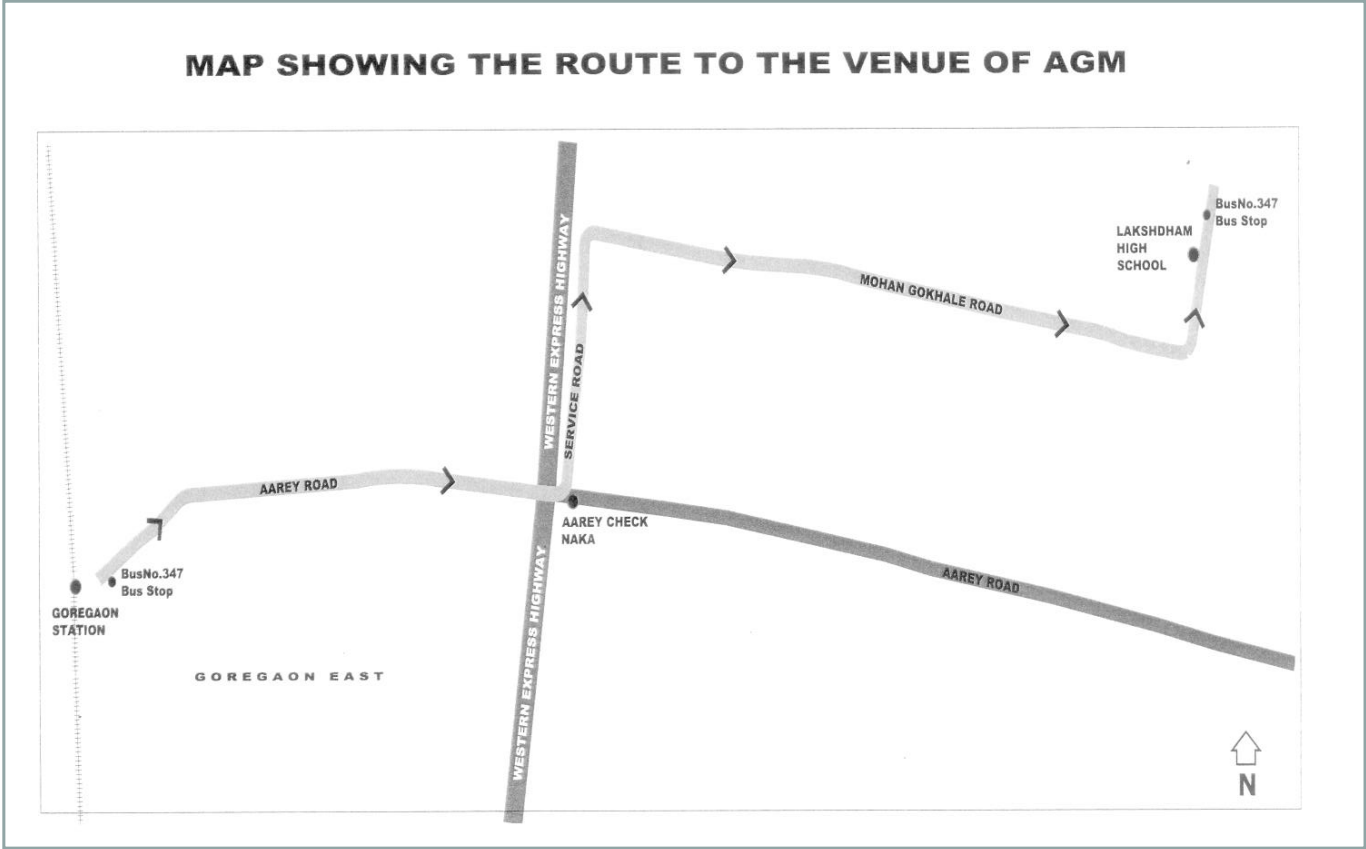 MAP SHOWING THE ROUTE TO THE VENUE OF AGM
BusNo.347
Bus Stop
LAKSHDHAM
HIGH
SCHOOL
WESTERN EXPRESS HIGHWAY
MOHAN GOKHALE ROAD
SERVICE ROAD
AAREY ROAD
AAREY CHECK
NAKA
BusNo.347
Bus Stop
GOREGAON
STATION
AAREY ROAD
WESTERN EXPRESS HIGHWAY
GOREGAON EAST
N